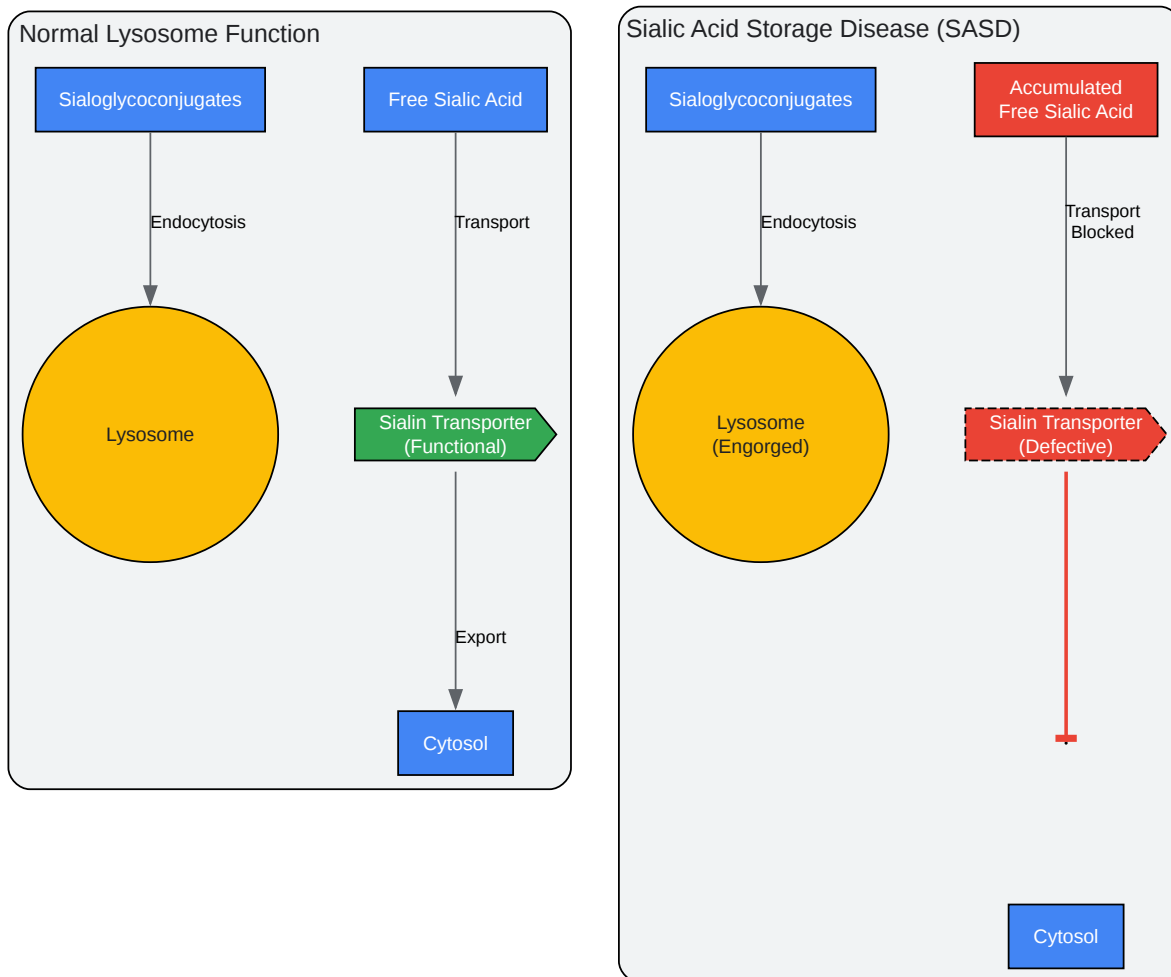 Normal Lysosome Function
Sialoglycoconjugates
Free Sialic Acid
Endocytosis
Transport
Lysosome
Sialin Transporter
(Functional)
Export
Cytosol
Sialic Acid Storage Disease (SASD)
Sialoglycoconjugates
Accumulated
Free Sialic Acid
Endocytosis
Transport
Blocked
Lysosome
(Engorged)
Sialin Transporter
(Defective)
Cytosol